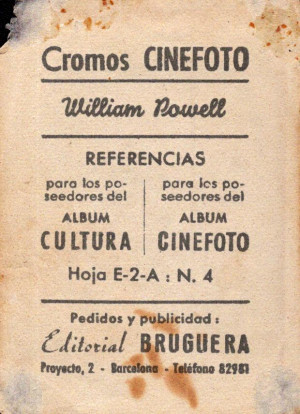 Cromos CINEFOTO
William Powell
REFERENCIAS
para los po-
seedores del
ALBUM
CULTURA
para los po-
seedores del
ALBUM
CINEFOTO
Hoja E-2-A : N. 4
Pedidos y publicidad :
Editorial BRUGUERA
Proyecto, 2 - Barcelona - Teléfono 82981